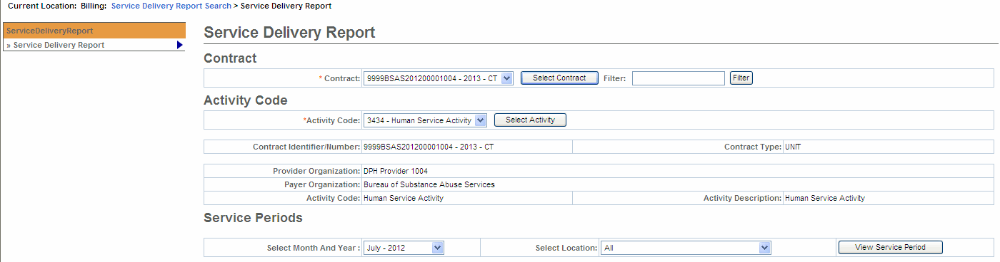 Current Location: Billing: Service Delivery Report Search > Service Delivery Report
ServiceDeliveryReport
» Service Delivery Report
Service Delivery Report
Contract
* Contract: 9999BSAS201200001004 - 2013 - CT Select Contract Filter: Filter
Activity Code
*Activity Code: 3434 - Human Service Activity Select Activity
Contract Identifier/Number: 9999BSAS201200001004 - 2013 - CT Contract Type: UNIT
Provider Organization: DPH Provider 1004
Payer Organization: Bureau of Substance Abuse Services
Activity Code: Human Service Activity Activity Description: Human Service Activity
Service Periods
Select Month And Year : July - 2012 Select Location: All View Service Period